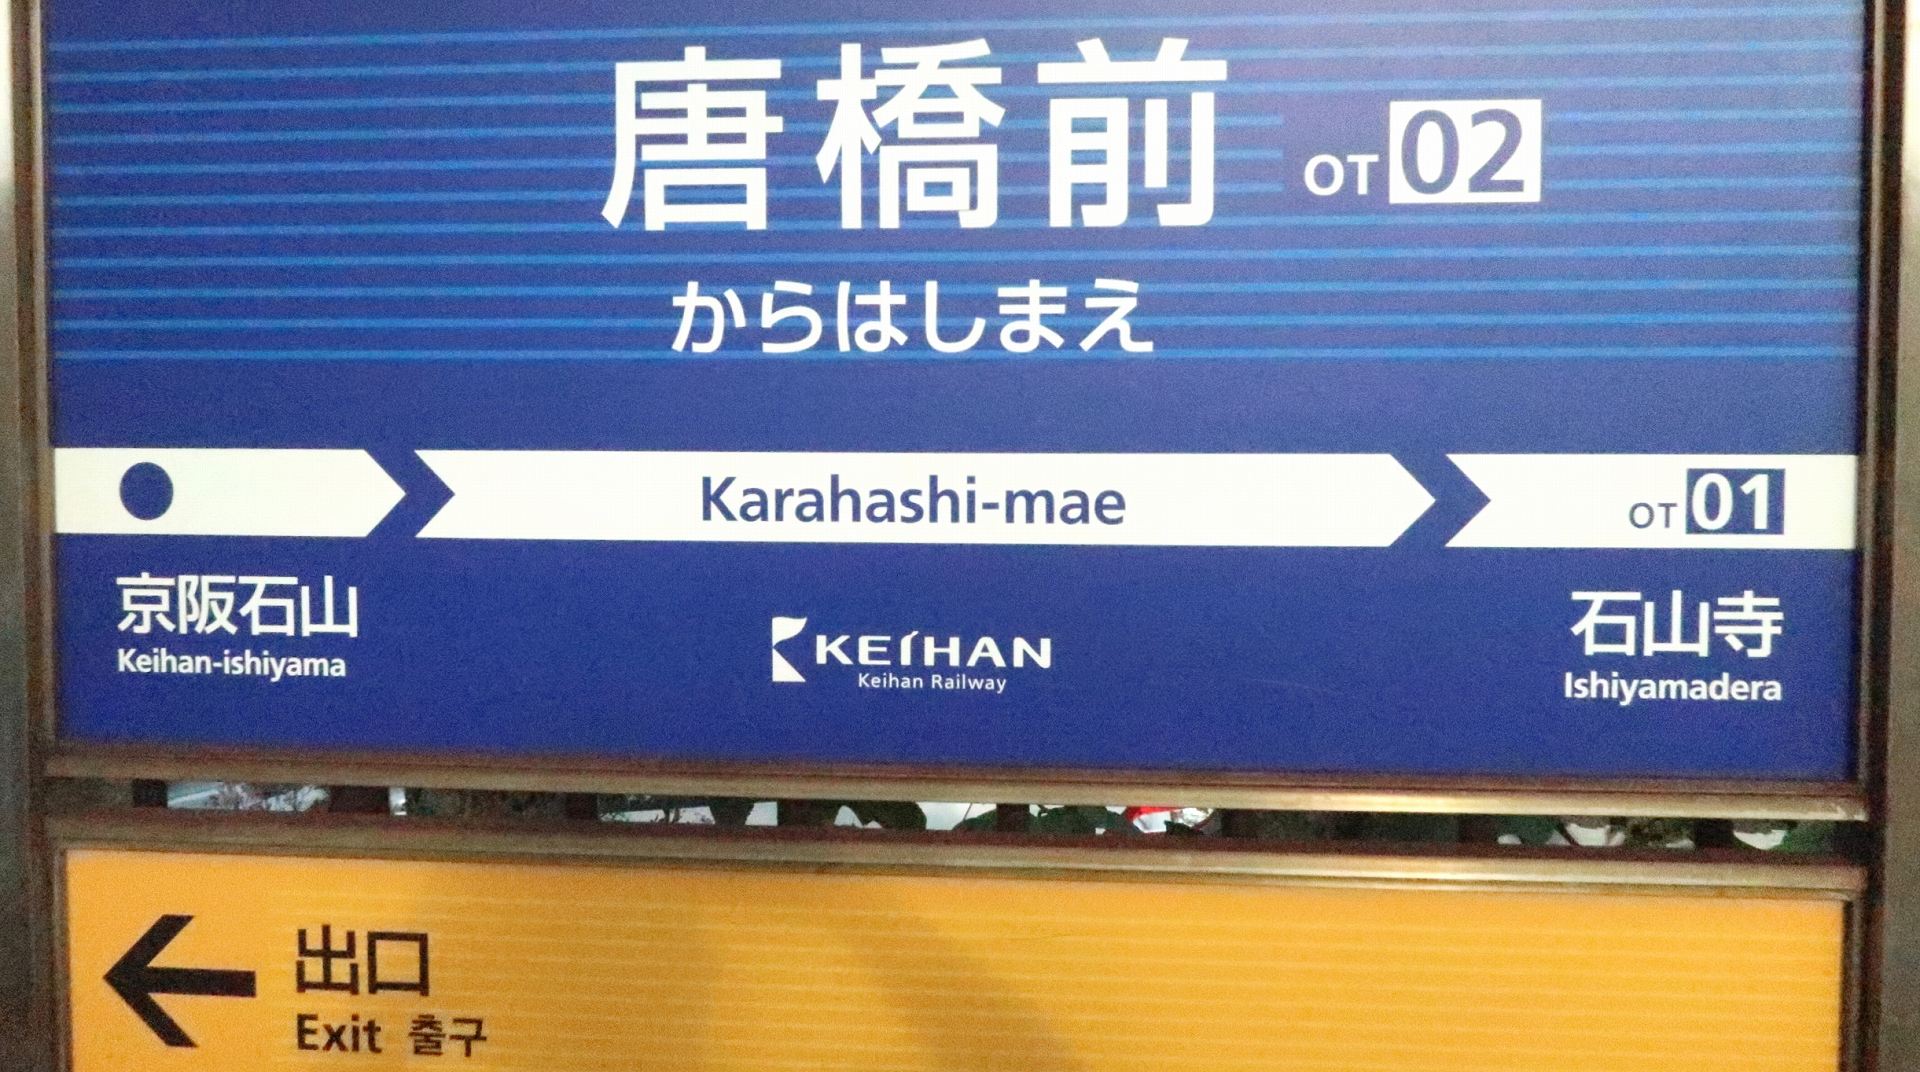 唐橋前 OT 02
からはしまえ
Karahashi-mae
OT 01
京阪石山
Keihan-ishiyama
KEIHAN
Keihan Railway
石山寺
Ishiyamadera
出口
Exit 출구